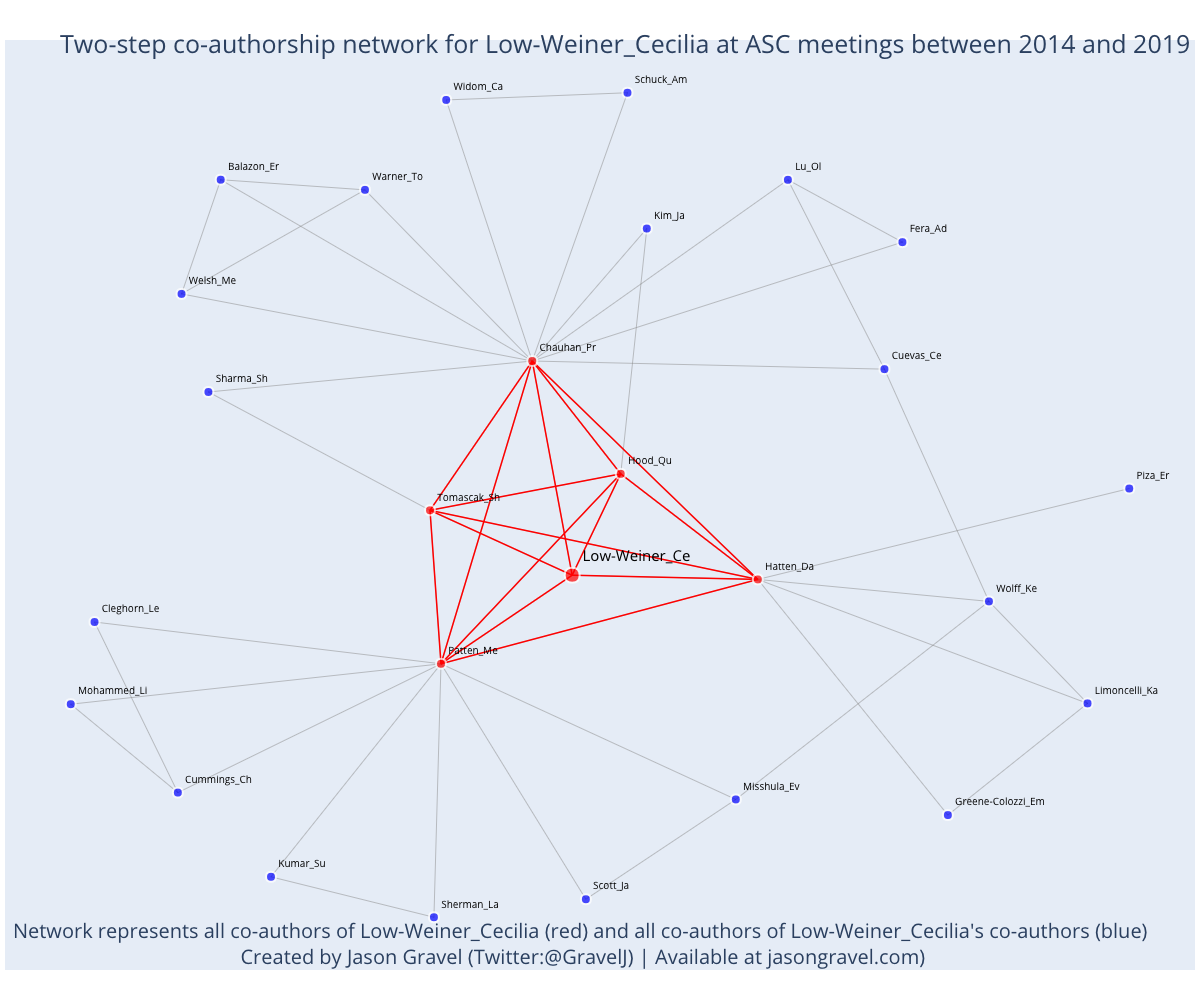 Two-step co-authorship network for Low-Weiner_Cecilia at ASC meetings between 2014 and 2019
Widom_Ca
Schuck_Am
Balazon_Er
Warner_To
Lu_Ol
Kim_Ja
Fera_Ad
Welsh_Me
Chauhan_Pr
Cuevas_Ce
Sharma_Sh
Hood_Qu
Piza_Er
Tomascak_Sh
Low-Weiner_Ce
Hatten_Da
Wolff_Ke
Cleghorn_Le
Patten_Me
Mohammed_Li
Limoncelli_Ka
Cummings_Ch
Misshula_Ev
Greene-Colozzi_Em
Kumar_Su
Scott_Ja
Sherman_La
Network represents all co-authors of Low-Weiner_Cecilia (red) and all co-authors of Low-Weiner_Cecilia's co-authors (blue)
Created by Jason Gravel (Twitter:@GravelJ) | Available at jasongravel.com)